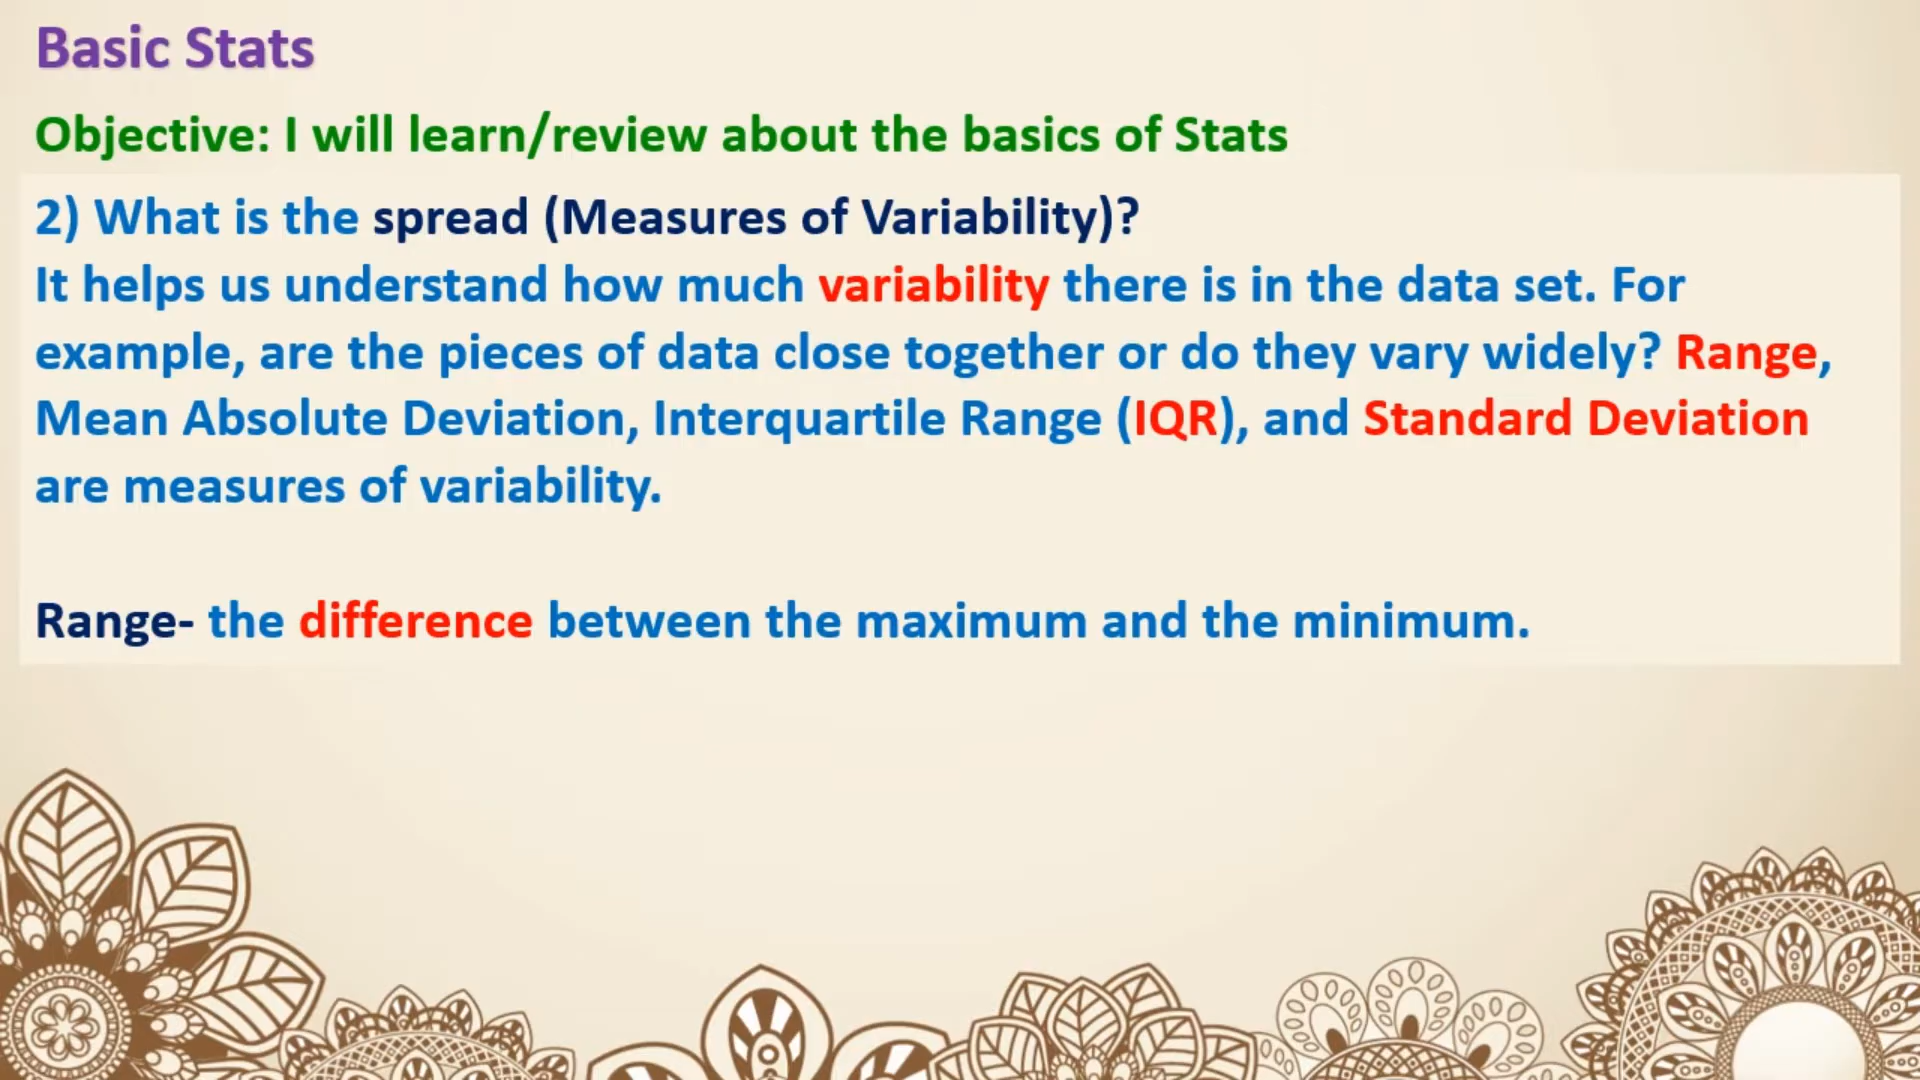 Basic Stats
Objective: I will learn/review about the basics of Stats
2) What is the spread (Measures of Variability)?
It helps us understand how much variability there is in the data set. For
example, are the pieces of data close together or do they vary widely? Range,
Mean Absolute Deviation, Interquartile Range (IQR), and Standard Deviation
are measures of variability.
Range- the difference between the maximum and the minimum.